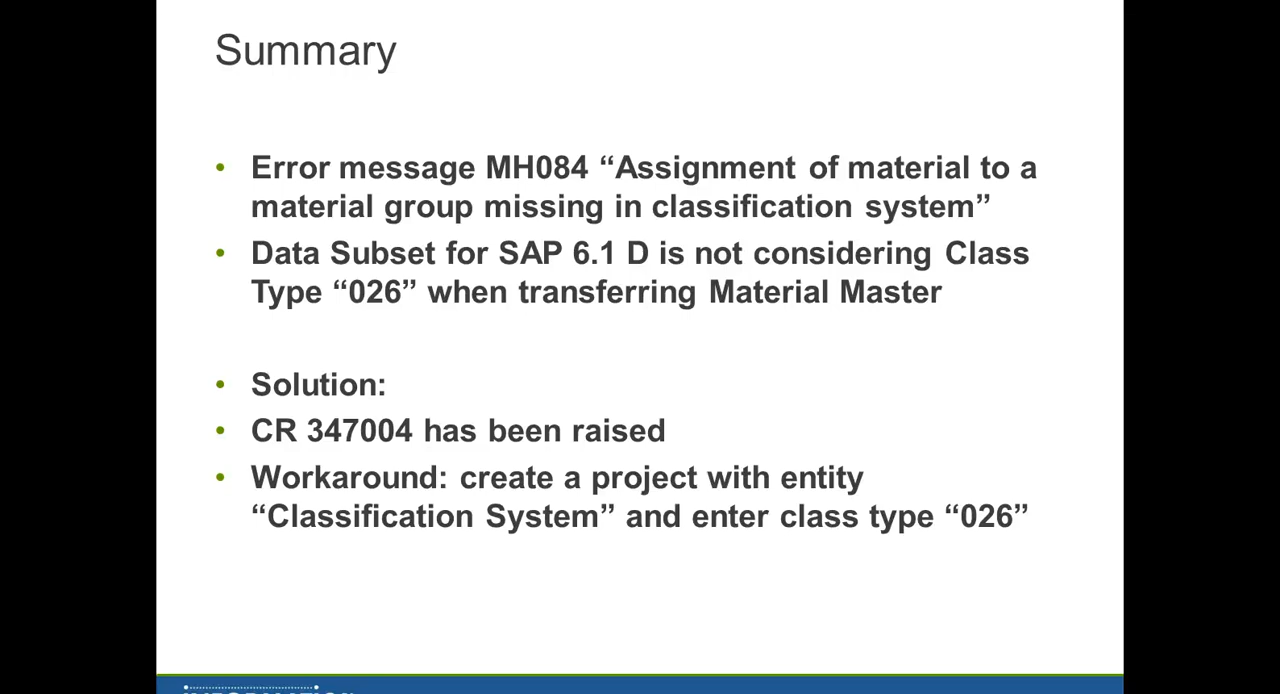 Summary
• Error message MH084 “Assignment of material to a
material group missing in classification system”
• Data Subset for SAP 6.1 D is not considering Class
Type “026” when transferring Material Master
• Solution:
• CR 347004 has been raised
• Workaround: create a project with entity
“Classification System” and enter class type “026”